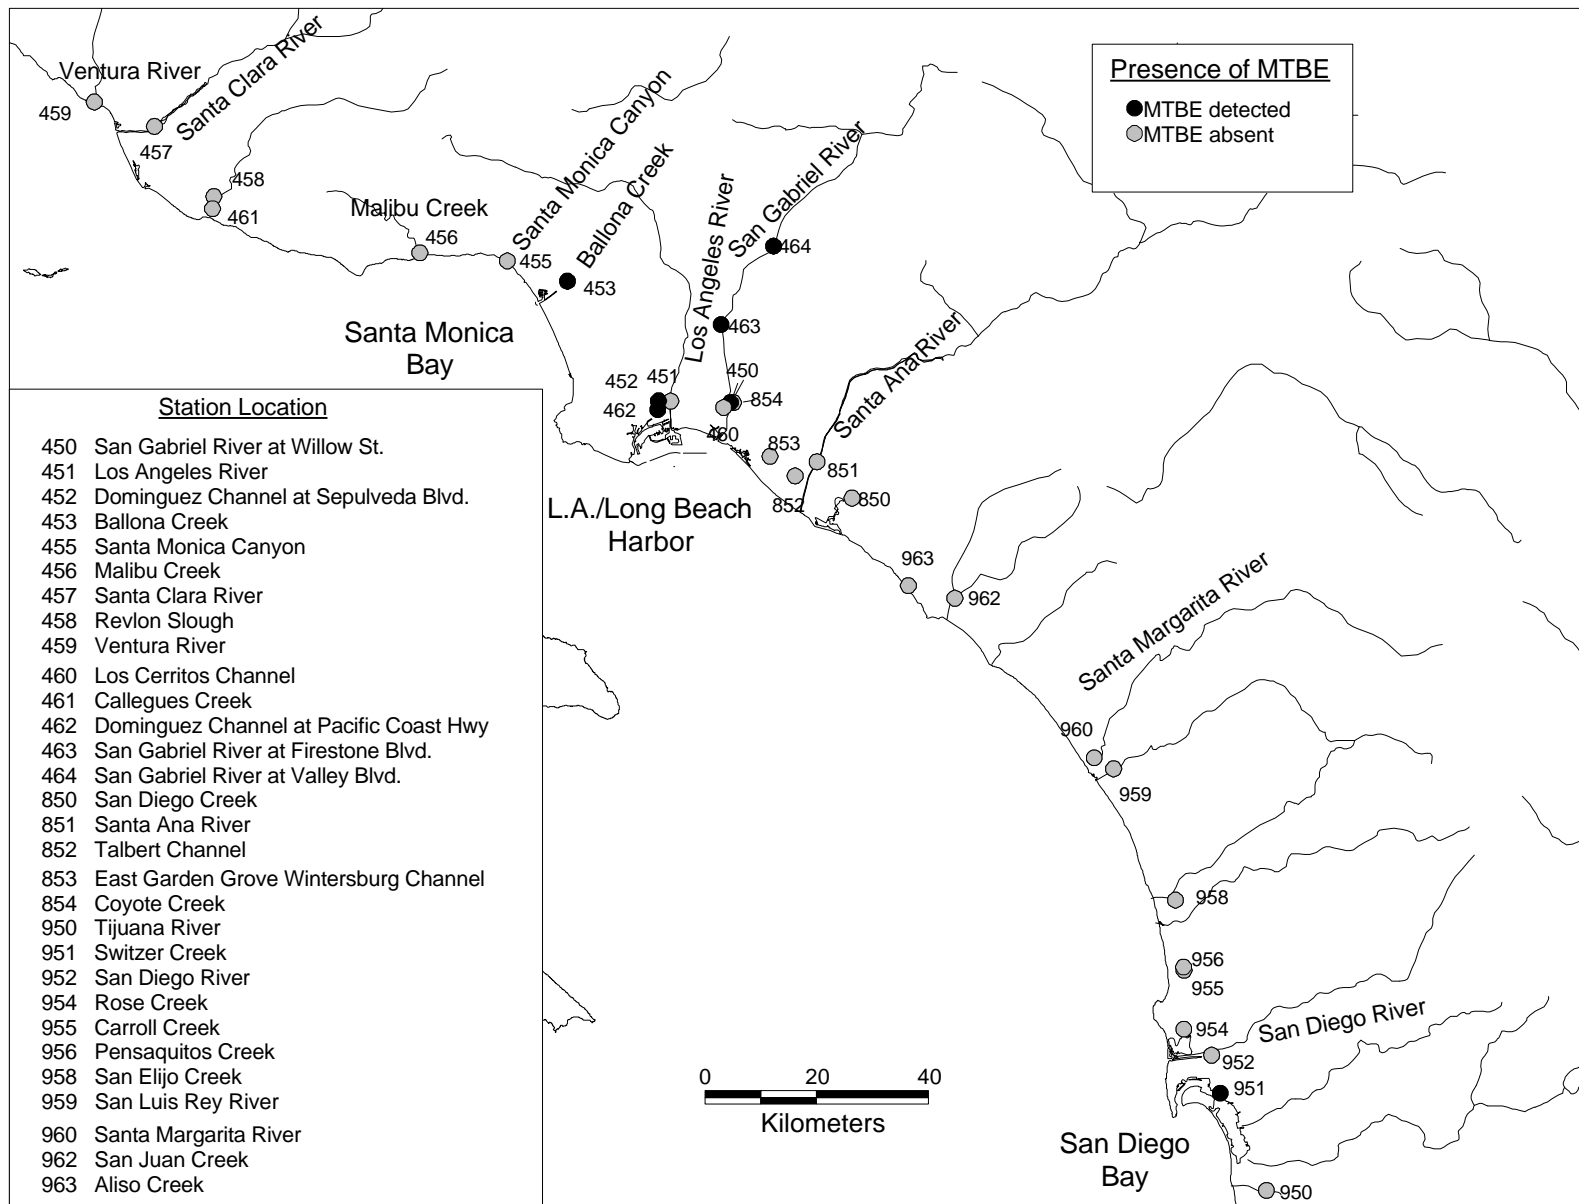 Ventura River
Santa Clara River
459
457
458
461
Malibu Creek
456
Santa Monica Canyon
455
Ballona Creek
453
Los Angeles River
San Gabriel River
464
463
Presence of MTBE
MTBE detected
MTBE absent
Santa Monica
Bay
452
451
462
450
854
460
Santa Ana River
853
851
852
850
L.A./Long Beach
Harbor
963
962
Santa Margarita River
960
959
958
956
955
954
San Diego River
952
951
San Diego
Bay
950
0 20 40
Kilometers
Station Location
450 San Gabriel River at Willow St.
451 Los Angeles River
452 Dominguez Channel at Sepulveda Blvd.
453 Ballona Creek
455 Santa Monica Canyon
456 Malibu Creek
457 Santa Clara River
458 Revlon Slough
459 Ventura River
460 Los Cerritos Channel
461 Callegues Creek
462 Dominguez Channel at Pacific Coast Hwy
463 San Gabriel River at Firestone Blvd.
464 San Gabriel River at Valley Blvd.
850 San Diego Creek
851 Santa Ana River
852 Talbert Channel
853 East Garden Grove Wintersburg Channel
854 Coyote Creek
950 Tijuana River
951 Switzer Creek
952 San Diego River
954 Rose Creek
955 Carroll Creek
956 Pensaquitos Creek
958 San Elijo Creek
959 San Luis Rey River
960 Santa Margarita River
962 San Juan Creek
963 Aliso Creek